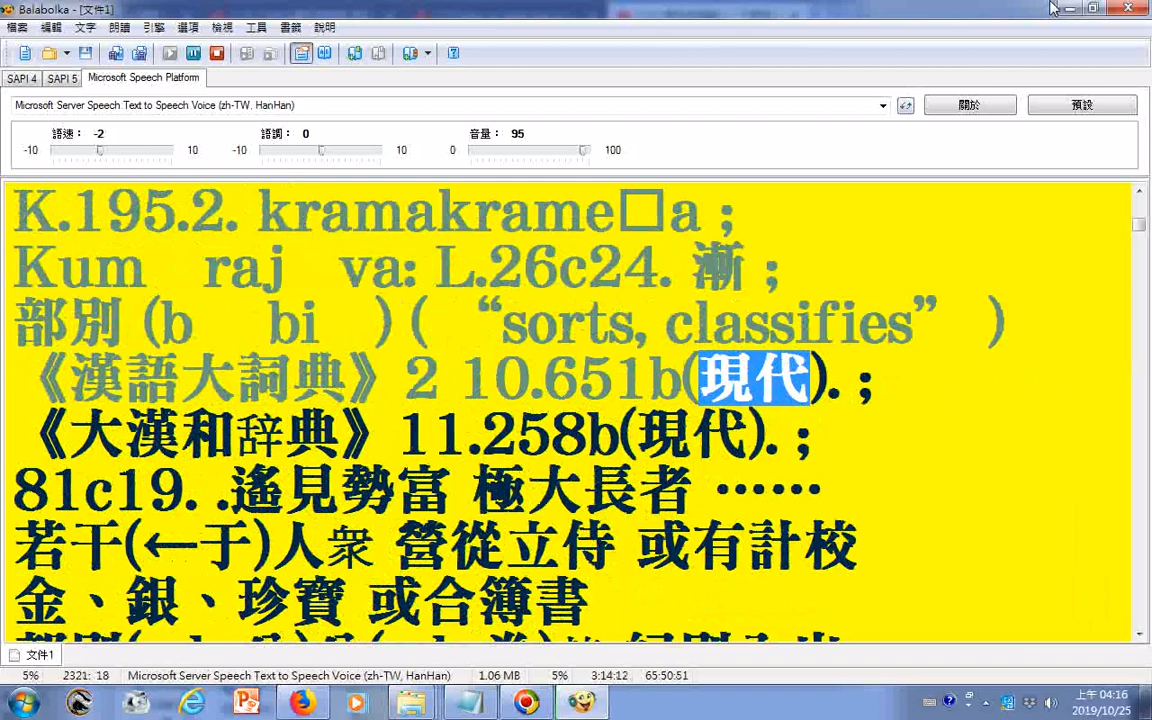 Balabolka - [文件1]
檔案 編輯 文字 朗讀 引擎 選項 檢視 工具 書籤 說明
SAPI 4 SAPI 5 Microsoft Speech Platform
Microsoft Server Speech Text to Speech Voice (zh-TW, HanHan) 關於 預設
語速： -2 語調： 0 音量： 95
-10 10 -10 10 0 100
K.195.2. kramakrame□a ;
Kum raj va: L.26c24. 漸 ;
部別 (b bi )( “sorts, classifies” )
《漢語大詞典》 2 10.651b(現代). ;
《大漢和辞典》 11.258b(現代). ;
81c19. .遙見勢富 極大長者 ……
若干(←于)人衆 營從立侍 或有計校
金、銀、珍寶 或合簿書
文件1
5% 2321: 18 Microsoft Server Speech Text to Speech Voice (zh-TW, HanHan) 1.06 MB 5% 3:14:12 65:50:51
上午 04:16
2019/10/25